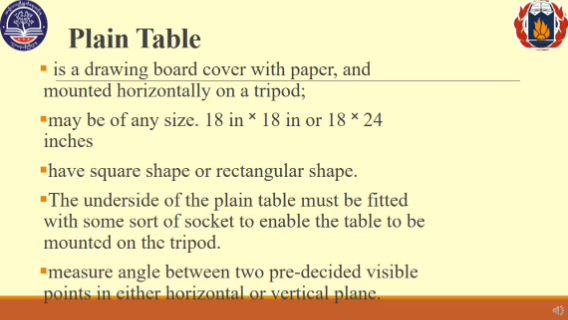 Plain Table
▪ is a drawing board cover with paper, and
mounted horizontally on a tripod;
▪may be of any size. 18 in × 18 in or 18 × 24
inches
▪have square shape or rectangular shape.
▪The underside of the plain table must be fitted
with some sort of socket to enable the table to be
mounted on the tripod.
▪measure angle between two pre-decided visible
points in either horizontal or vertical plane.